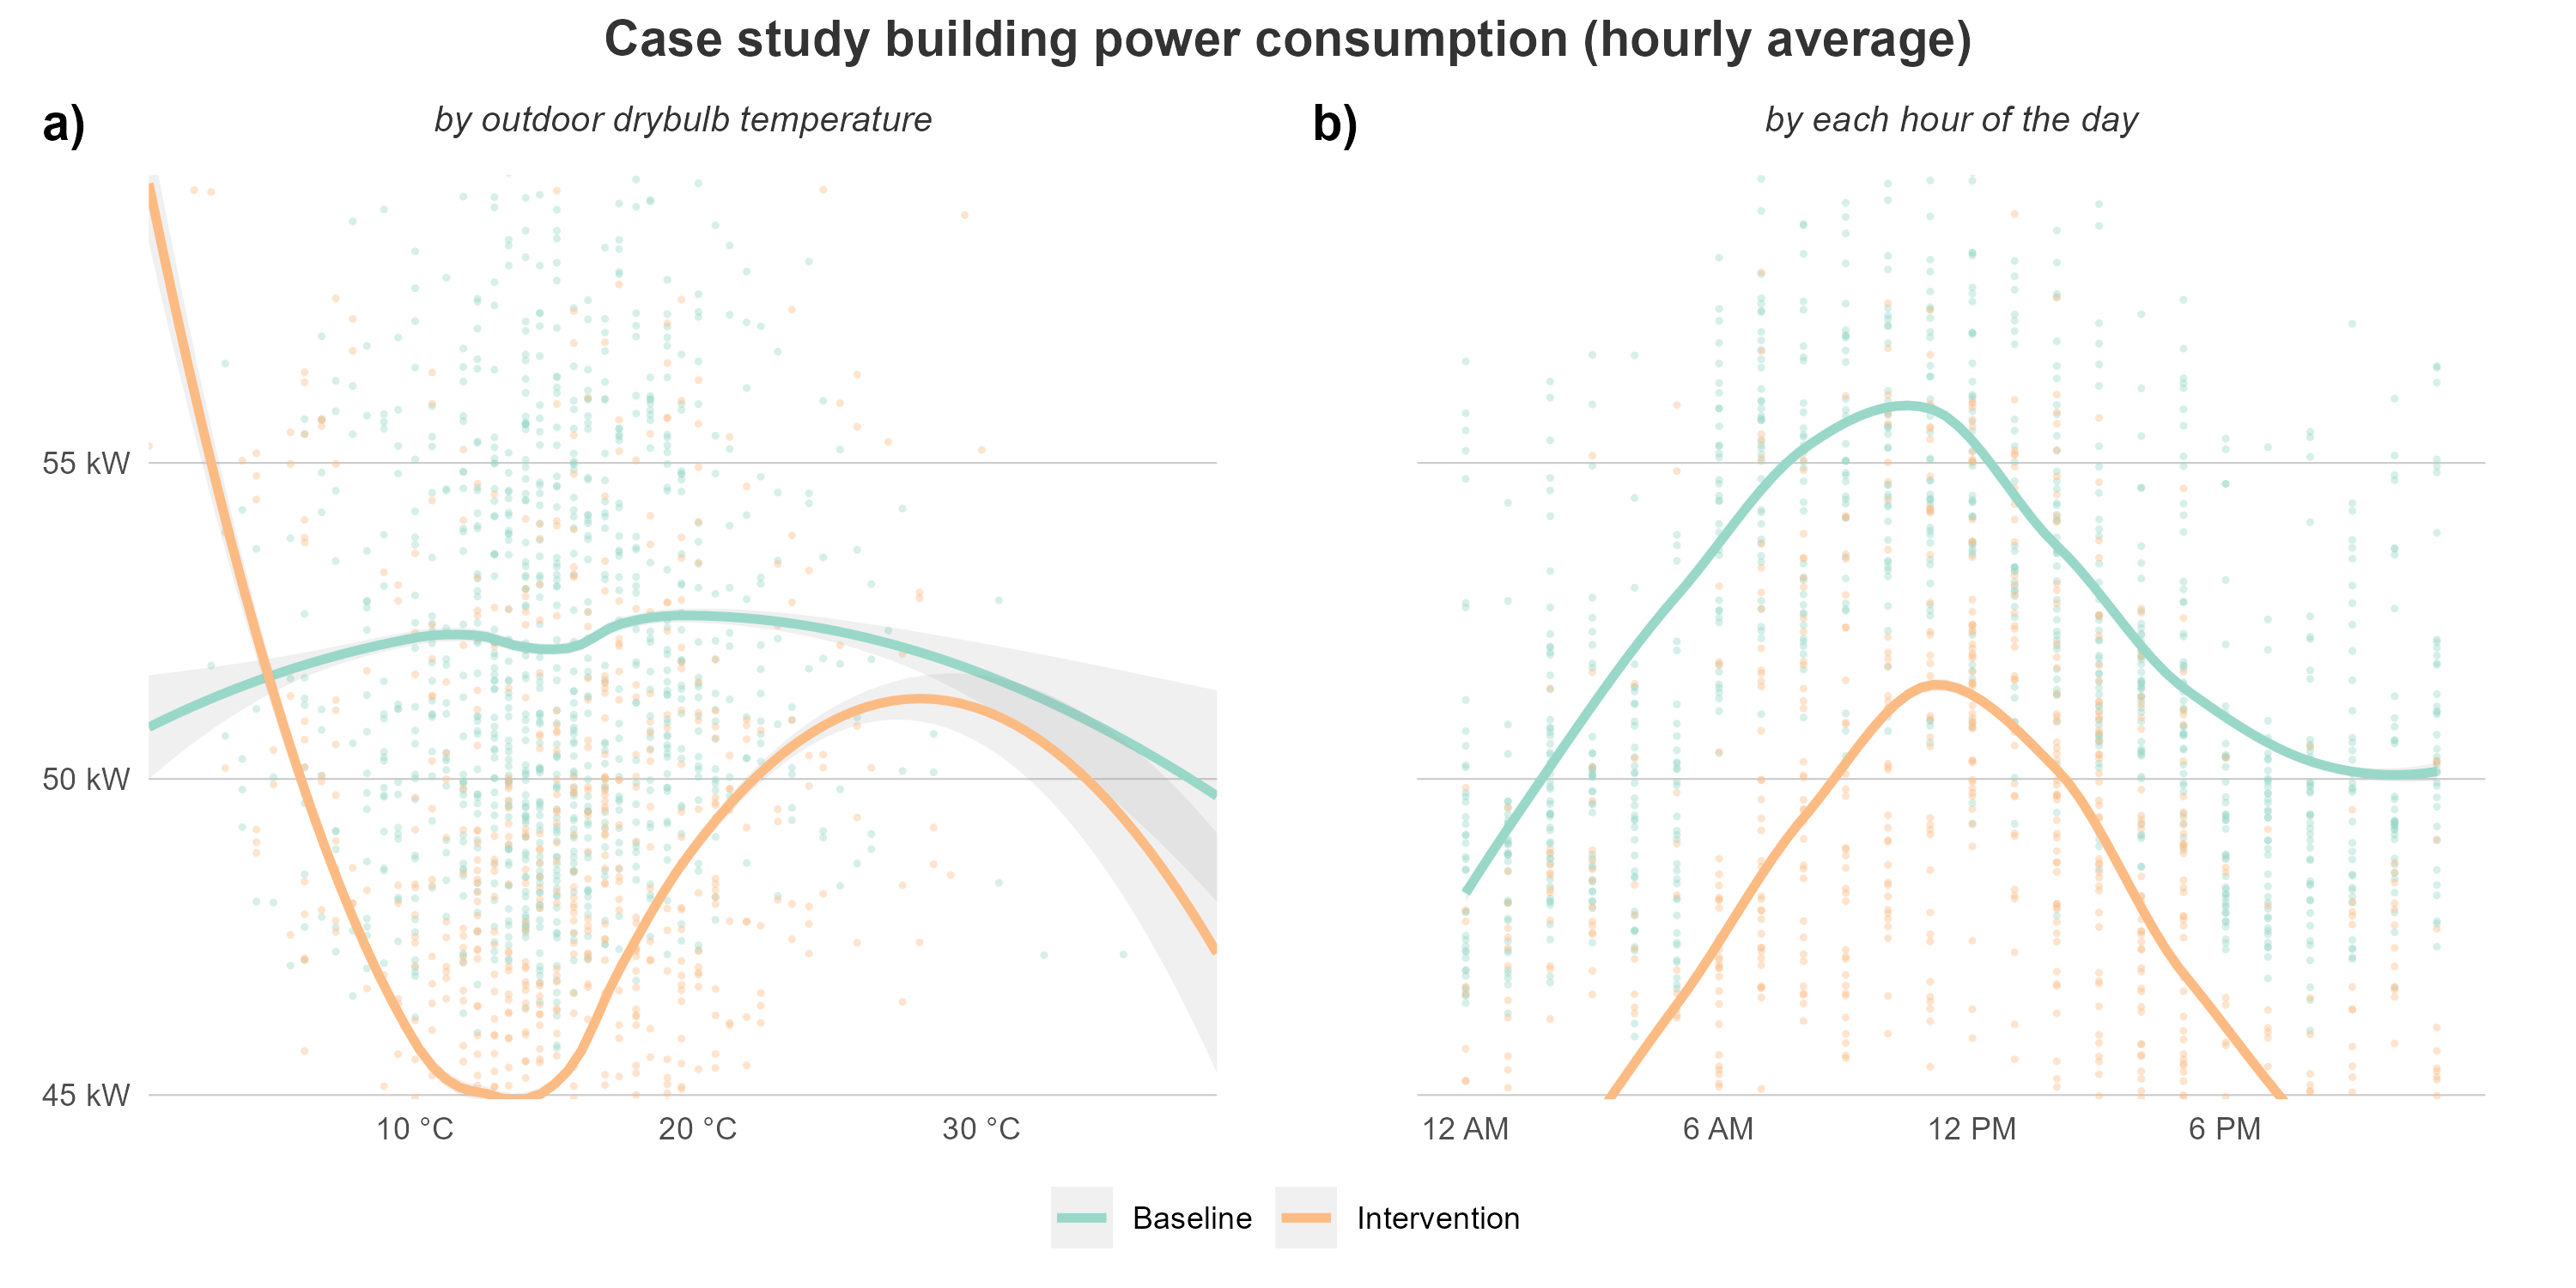 Case study building power consumption (hourly average)
a)
by outdoor drybulb temperature
55 kW
50 kW
45 kW
10 °C 20 °C 30 °C
b)
by each hour of the day
12 AM 6 AM 12 PM 6 PM
Baseline Intervention